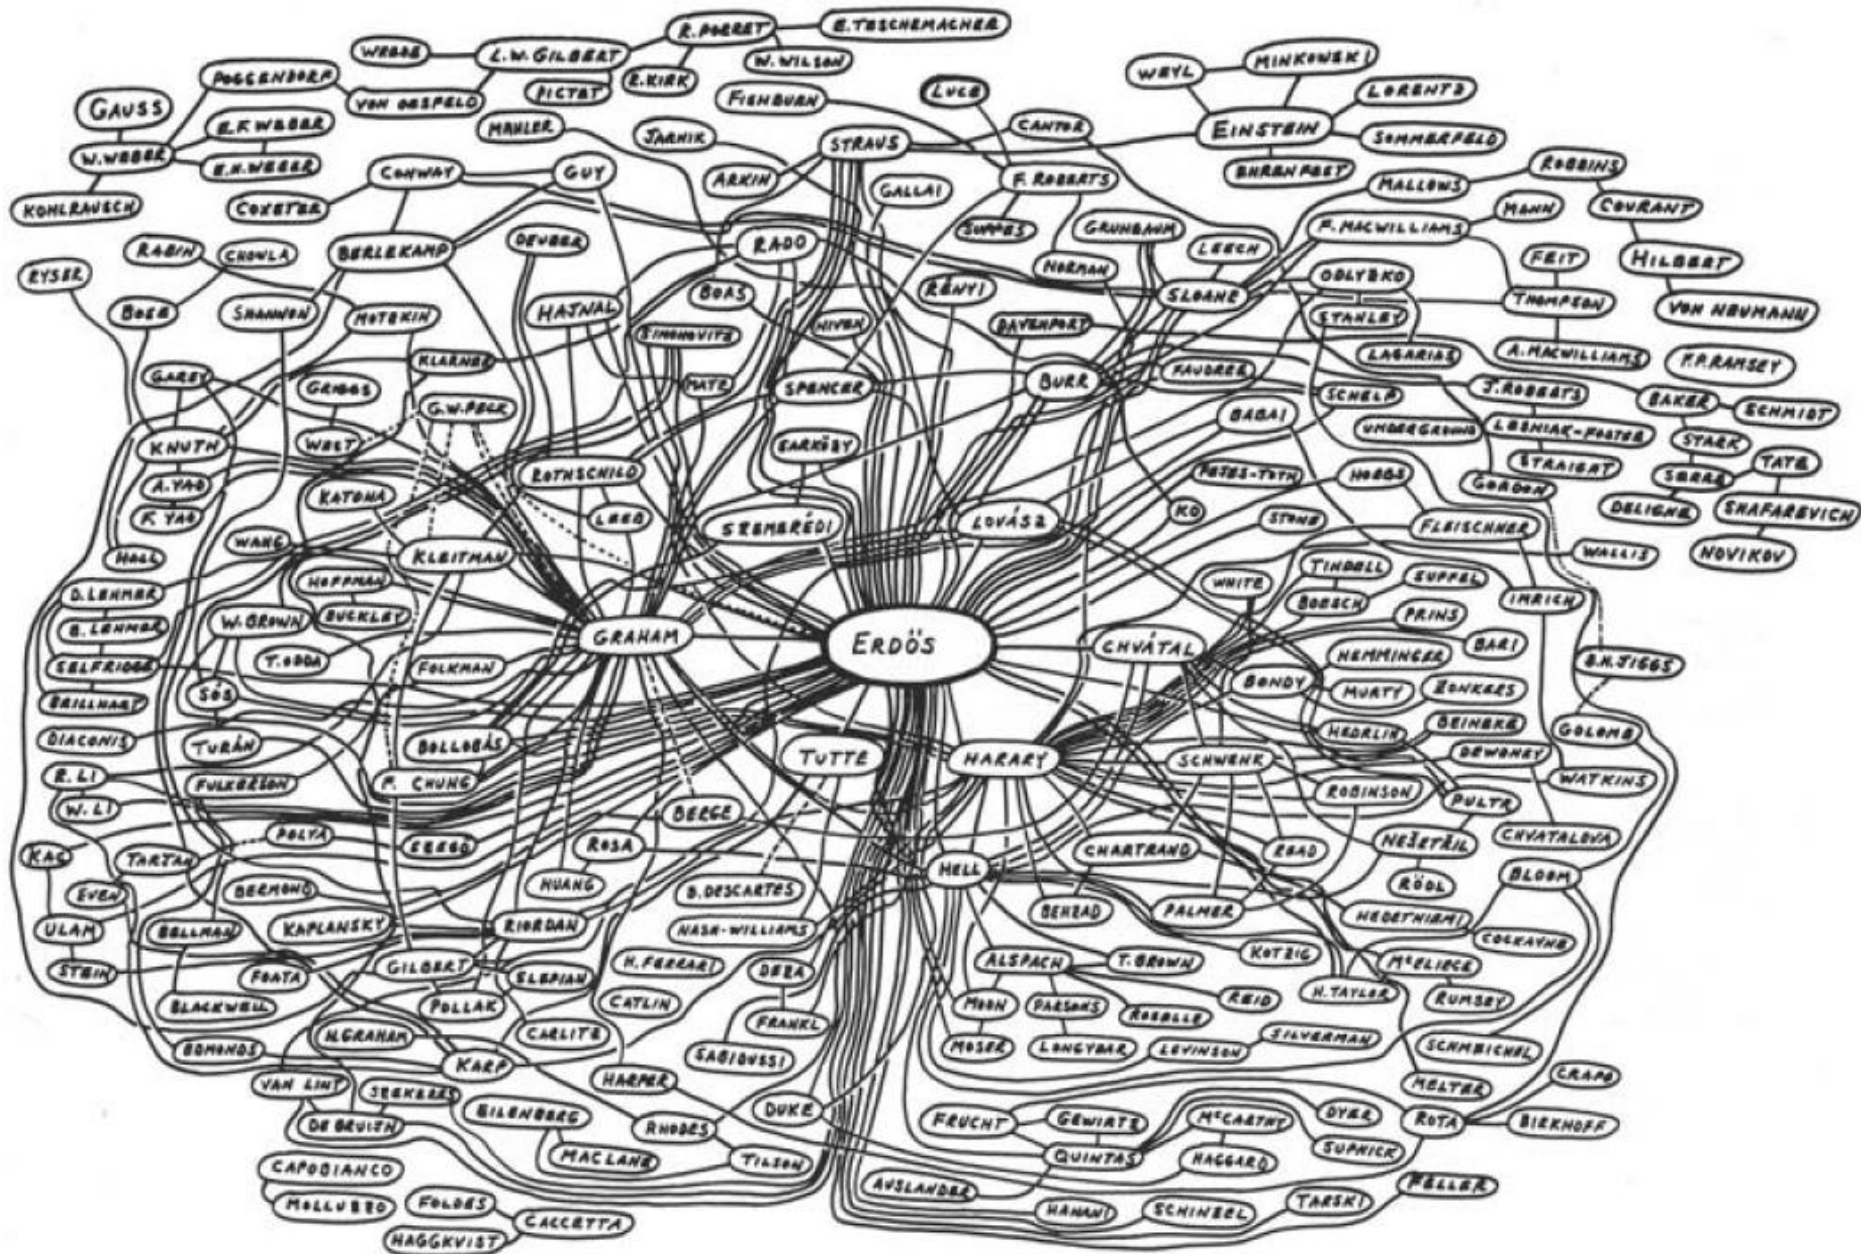 R. PORRET
E. TESCHEMACHER
WREDE
L.W. GILBERT
W. WILSON
R. KIRK
PICTET
POGGENDORF
VON OESFELD
FISHBURN
LUCE
WEYL
MINKOWSKI
LORENTZ
GAUSS
E.F. WEBER
MAHLER
JARNIK
STRAUS
CANTOR
EINSTEIN
SOMMERFELD
W. WEBER
E.H. WEBER
CONWAY
GUY
ARKIN
GALLAI
F. ROBERTS
EHRENFEST
MALLOWS
ROBBINS
KOHLRAUSCH
COXETER
SUPPES
GRUNBAUM
F. MACWILLIAMS
MANN
COURANT
RABIN
CHOWLA
BERLEKAMP
DEUBER
RADO
NORMAN
LEECH
FEIT
HILBERT
RYSER
BOSE
SHANNON
MOTZKIN
HAJNAL
BOAS
RÉNYI
SLOANE
ODLYZKO
THOMPSON
VON NEUMANN
SIMONOVITS
NIVEN
DAVENPORT
STANLEY
LAGARIAS
A. MACWILLIAMS
F.P. RAMSEY
GAREY
GRIGGS
KLARNER
MATE
SPENCER
BURR
FAUDREE
SCHELP
J. ROBERTS
BAKER
SCHMIDT
G.W. PECK
BABAI
UNDERGROUND
LESNIAK-FOSTER
STARK
KNUTH
WEST
ROTHSCHILD
SARKÖZY
FEJES-TOTH
HOBBS
STRAIGHT
SERRE
TATE
A. YAO
F. YAO
KATONA
LEEB
SZEMERÉDI
LOVÁSZ
KO
STONE
GORDON
DELIGNE
SHAFAREVICH
FLEISCHNER
HALL
WANG
KLEITMAN
WALLIS
NOVIKOV
D. LEHMER
HOFFMAN
WHITE
TINDELL
SUFFEL
BOESCH
IMRICH
E. LEHMER
W. BROWN
BUCKLEY
GRAHAM
ERDÖS
CHVÁTAL
PRINS
BARI
SELFRIDGE
T. ODDA
FOLKMAN
HEMMINGER
B.H. JIGGS
BRILLHART
SÓS
BONDY
MURTY
ZONKERS
DIACONIS
TURÁN
BOLLOBÁS
TUTTE
HARARY
SCHWENK
HEDRLIN
BEINEKE
DEWDNEY
GOLOMB
R. LI
FULKERSON
F. CHUNG
ROBINSON
WATKINS
W. LI
BERGE
PULTR
KAC
TARJAN
POLYA
SZEGÖ
ROSA
CHARTRAND
READ
NEŠETŘIL
CHVATALOVA
EVEN
BERMOND
HUANG
B. DESCARTES
HELL
RÖDL
BLOOM
ULAM
BELLMAN
KAPLANSKY
RIORDAN
NASH-WILLIAMS
BEHZAD
PALMER
HEDETNIEMI
COCKAYNE
STEIN
FOATA
GILBERT
SLEPIAN
H. FERRARI
DEZA
ALSPACH
T. BROWN
KOTZIG
MCELIECE
BLACKWELL
POLLAK
CATLIN
FRANKL
MOON
PARSONS
REID
H. TAYLOR
RUMSEY
H. GRAHAM
CARLITZ
ROSELLE
EDMONDS
KARP
SABIDUSSI
MOSER
LONGYEAR
LEVINSON
SILVERMAN
SCHMEICHEL
VAN LINT
SZEKERES
HARPER
MELTER
CRAPO
DE BRUIJN
EILENBERG
RHODES
DUKE
FRUCHT
GEWIRTZ
MCCARTHY
DYER
ROTA
BIRKHOFF
MACLANE
TILSON
QUINTAS
HAGGARD
SUPNICK
CAPOBIANCO
AUSLANDER
FELLER
MOLLUZZO
FOLDES
CACCETTA
HANANI
SCHINZEL
TARSKI
HAGGKVIST